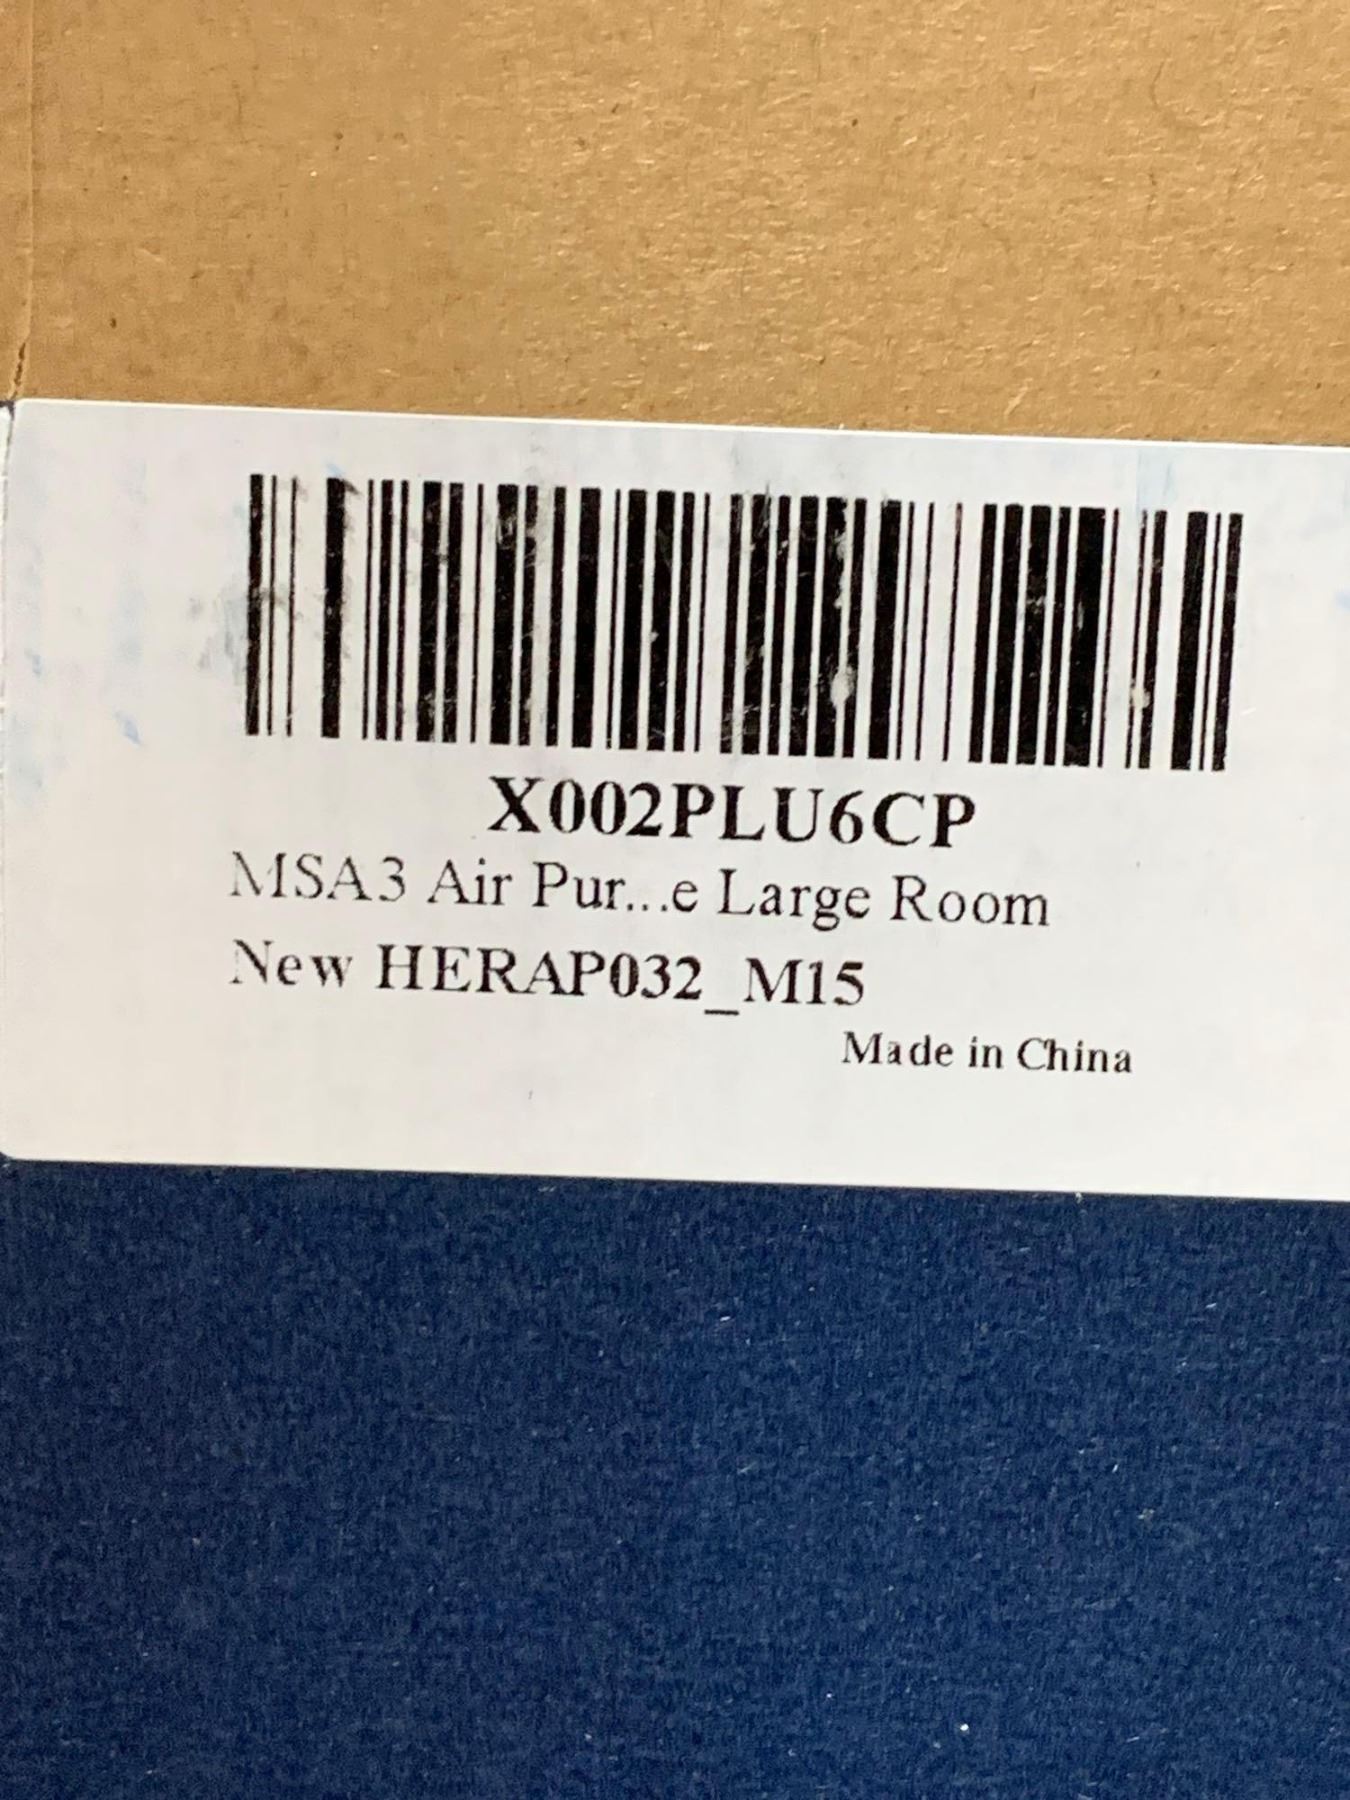 X002PLU6CP
MSA3 Air Pur...e Large Room
New HERAP032_M15
Made in China